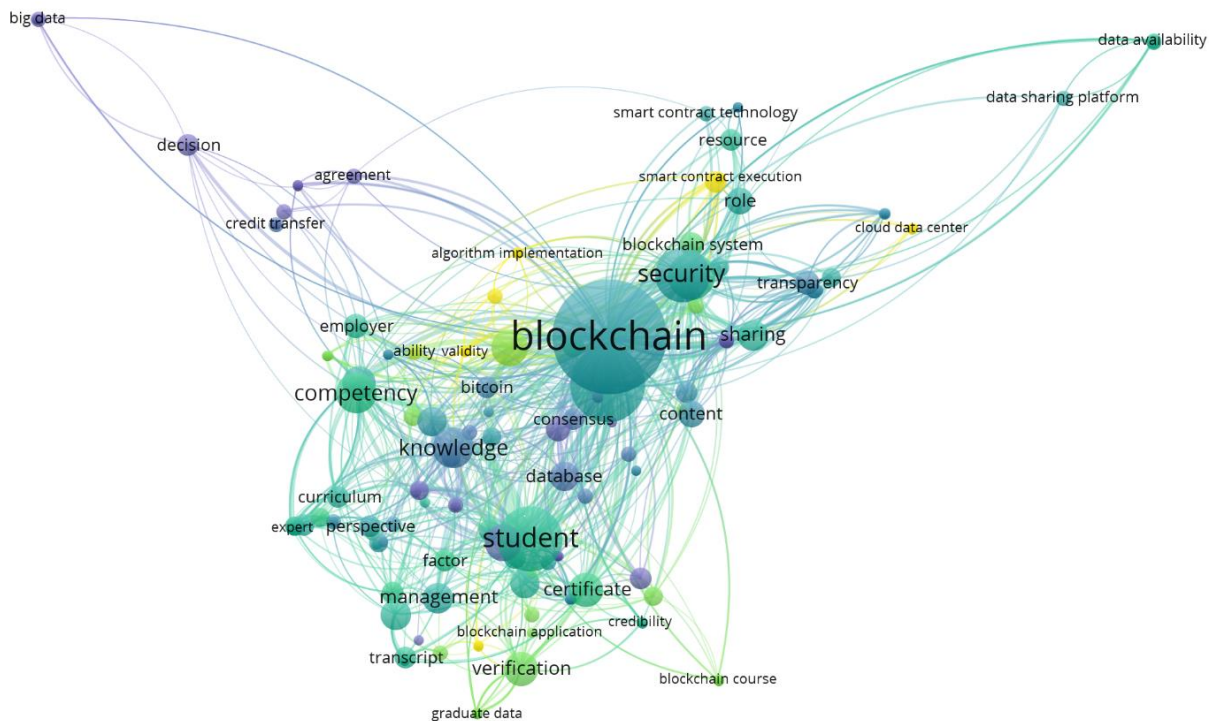 big data
data availability
data sharing platform
smart contract technology
resource
decision
agreement
smart contract execution
role
credit transfer
cloud data center
blockchain system
algorithm implementation
security
transparency
employer
blockchain
sharing
ability
validity
bitcoin
competency
content
consensus
knowledge
database
curriculum
expert
perspective
student
factor
certificate
management
credibility
blockchain application
transcript
verification
blockchain course
graduate data